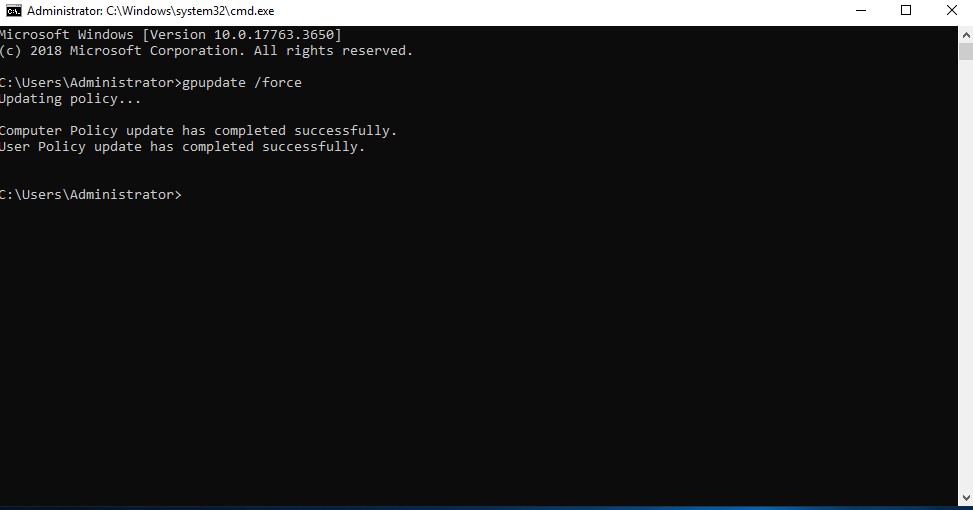 Administrator: C:\Windows\system32\cmd.exe
Microsoft Windows [Version 10.0.17763.3650]
(c) 2018 Microsoft Corporation. All rights reserved.
C:\Users\Administrator>gpupdate /force
Updating policy...
Computer Policy update has completed successfully.
User Policy update has completed successfully.
C:\Users\Administrator>